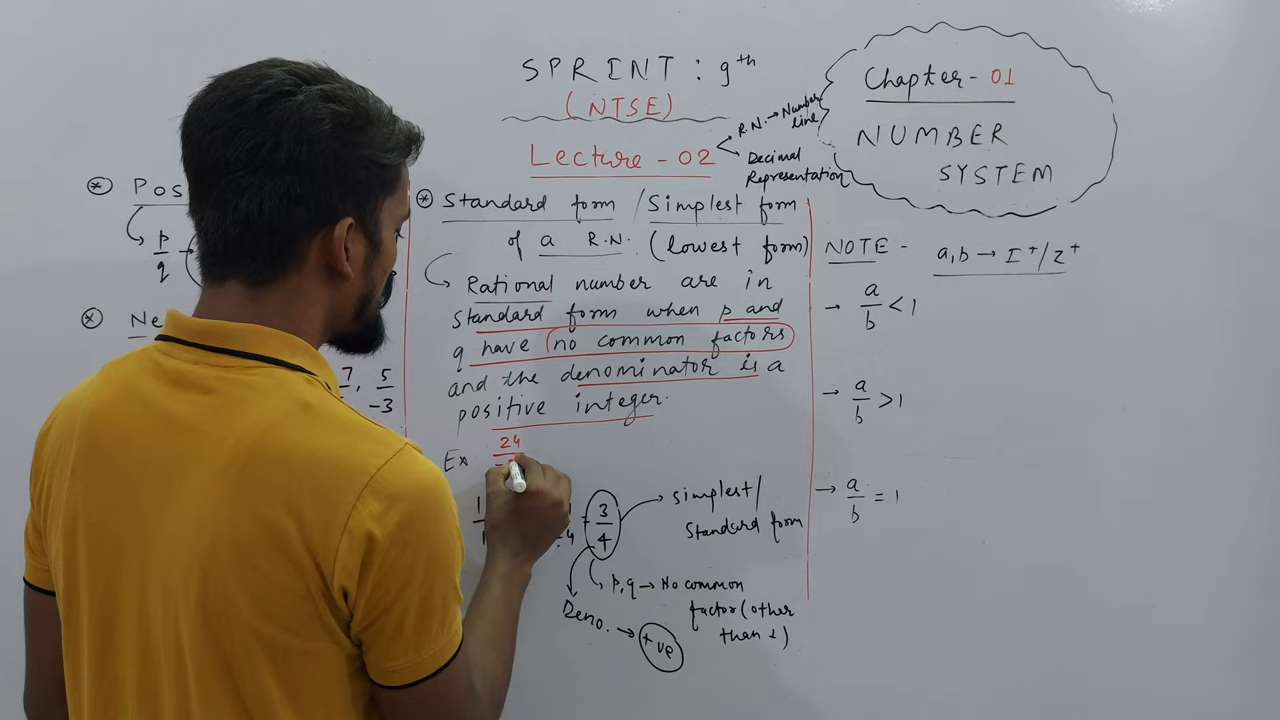 SPRINT : 9th
(NTSE)
Lecture - 02
R.N. → Number line
Decimal Representation
Chapter - 01
NUMBER
SYSTEM
* Pos
p/q
* Ne
7, 5/-3
* Standard form / Simplest form
of a R.N. (lowest form)
Rational number are in
standard form when p and
q have no common factors
and the denominator is a
positive integer.
Ex 24
3/4
simplest/
Standard form
p,q → No common
factor (other
than 1)
Deno. → +ve
NOTE - a,b → I⁺/Z⁺
→ a/b < 1
→ a/b > 1
→ a/b = 1